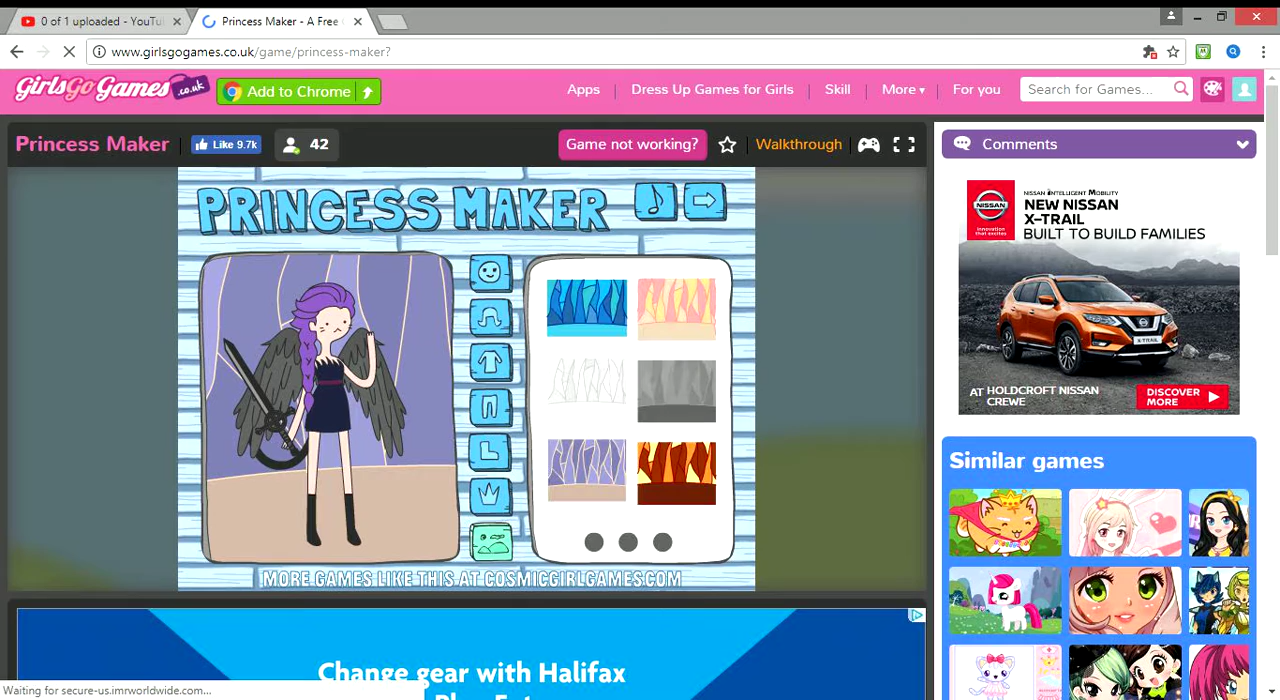 0 of 1 uploaded - YouTu
Princess Maker - A Free
www.girlsgogames.co.uk/game/princess-maker?
GirlsGoGames .co.uk
Add to Chrome
Apps
Dress Up Games for Girls
Skill
More
For you
Search for Games...
Princess Maker
Like 9.7k
42
Game not working?
Walkthrough
Comments
PRINCESS MAKER
MORE GAMES LIKE THIS AT COSMICGIRLGAMES.COM
NISSAN INTELLIGENT MOBILITY
NISSAN
Innovation
that excites
NEW NISSAN
X-TRAIL
BUILT TO BUILD FAMILIES
X-TRAIL
AT HOLDCROFT NISSAN
CREWE
DISCOVER
MORE
Similar games
Change gear with Halifax
Waiting for secure-us.imrworldwide.com...